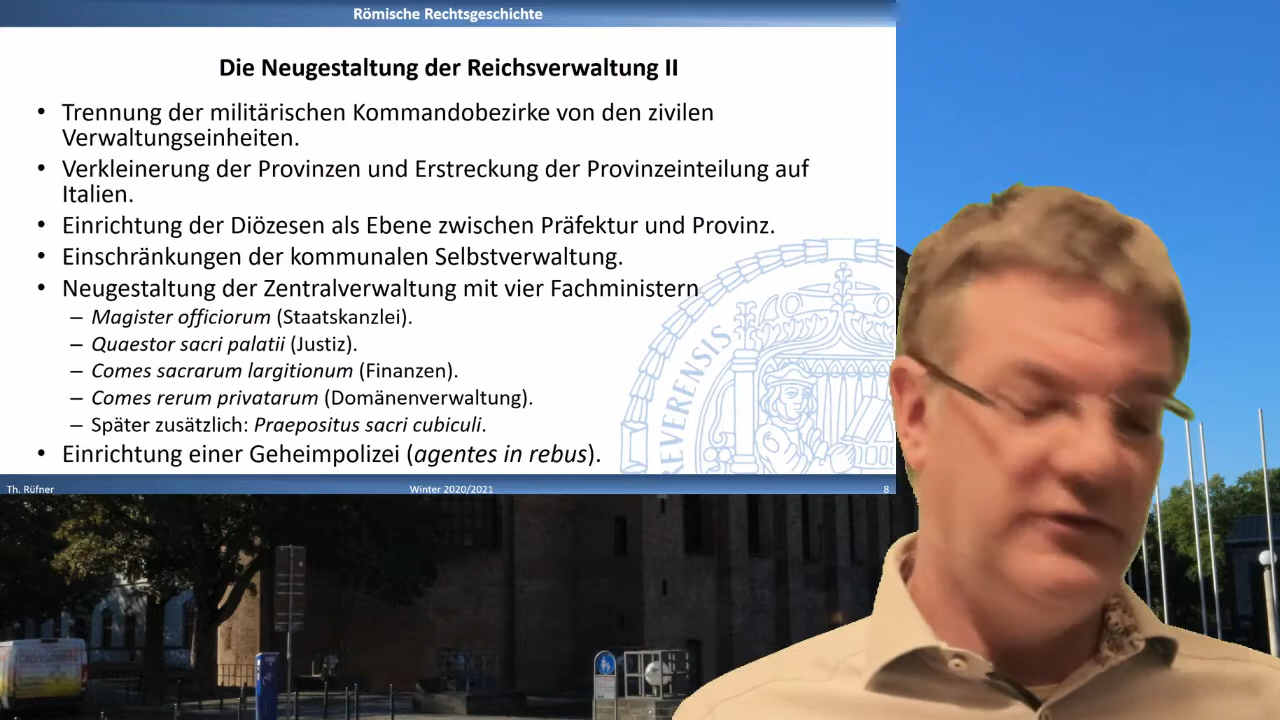 Römische Rechtsgeschichte
Die Neugestaltung der Reichsverwaltung II
• Trennung der militärischen Kommandobezirke von den zivilen
Verwaltungseinheiten.
• Verkleinerung der Provinzen und Erstreckung der Provinzeinteilung auf
Italien.
• Einrichtung der Diözesen als Ebene zwischen Präfektur und Provinz.
• Einschränkungen der kommunalen Selbstverwaltung.
• Neugestaltung der Zentralverwaltung mit vier Fachministern
– Magister officiorum (Staatskanzlei).
– Quaestor sacri palatii (Justiz).
– Comes sacrarum largitionum (Finanzen).
– Comes rerum privatarum (Domänenverwaltung).
– Später zusätzlich: Praepositus sacri cubiculi.
• Einrichtung einer Geheimpolizei (agentes in rebus).
REVERENSIS
Th. Rüfner
Winter 2020/2021
8